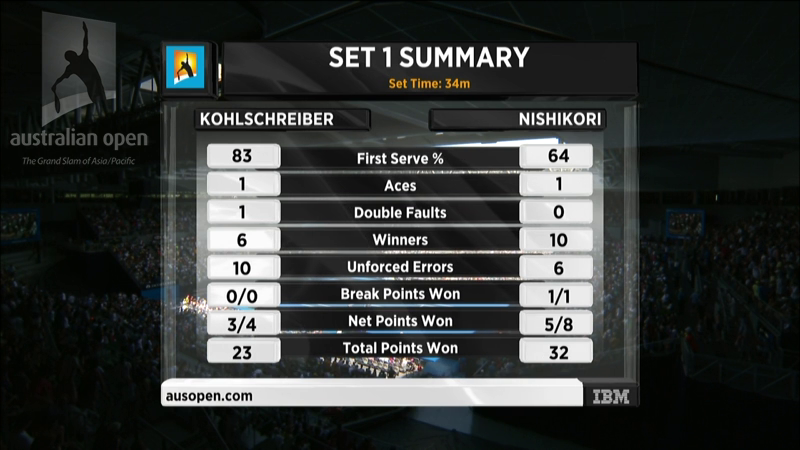 SET 1 SUMMARY
Set Time: 34m
australian open
The Grand Slam of Asia/Pacific
KOHLSCHREIBER NISHIKORI
83 First Serve % 64
1 Aces 1
1 Double Faults 0
6 Winners 10
10 Unforced Errors 6
0/0 Break Points Won 1/1
3/4 Net Points Won 5/8
23 Total Points Won 32
ausopen.com IBM